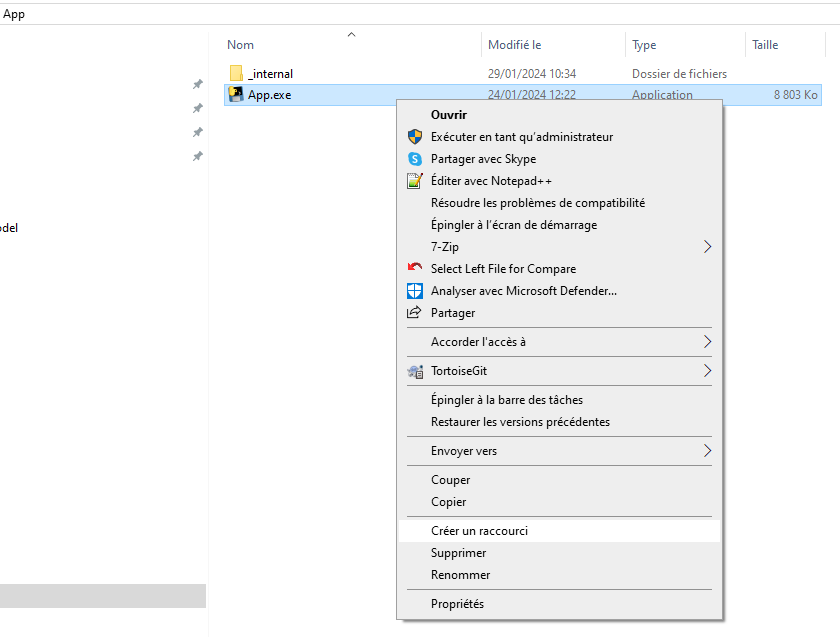 App
Nom Modifié le Type Taille
_internal 29/01/2024 10:34 Dossier de fichiers
App.exe 24/01/2024 12:22 Application 8 803 Ko
Ouvrir
Exécuter en tant qu'administrateur
Partager avec Skype
Éditer avec Notepad++
Résoudre les problèmes de compatibilité
Épingler à l'écran de démarrage
odel
7-Zip
Select Left File for Compare
Analyser avec Microsoft Defender...
Partager
Accorder l'accès à
TortoiseGit
Épingler à la barre des tâches
Restaurer les versions précédentes
Envoyer vers
Couper
Copier
Créer un raccourci
Supprimer
Renommer
Propriétés